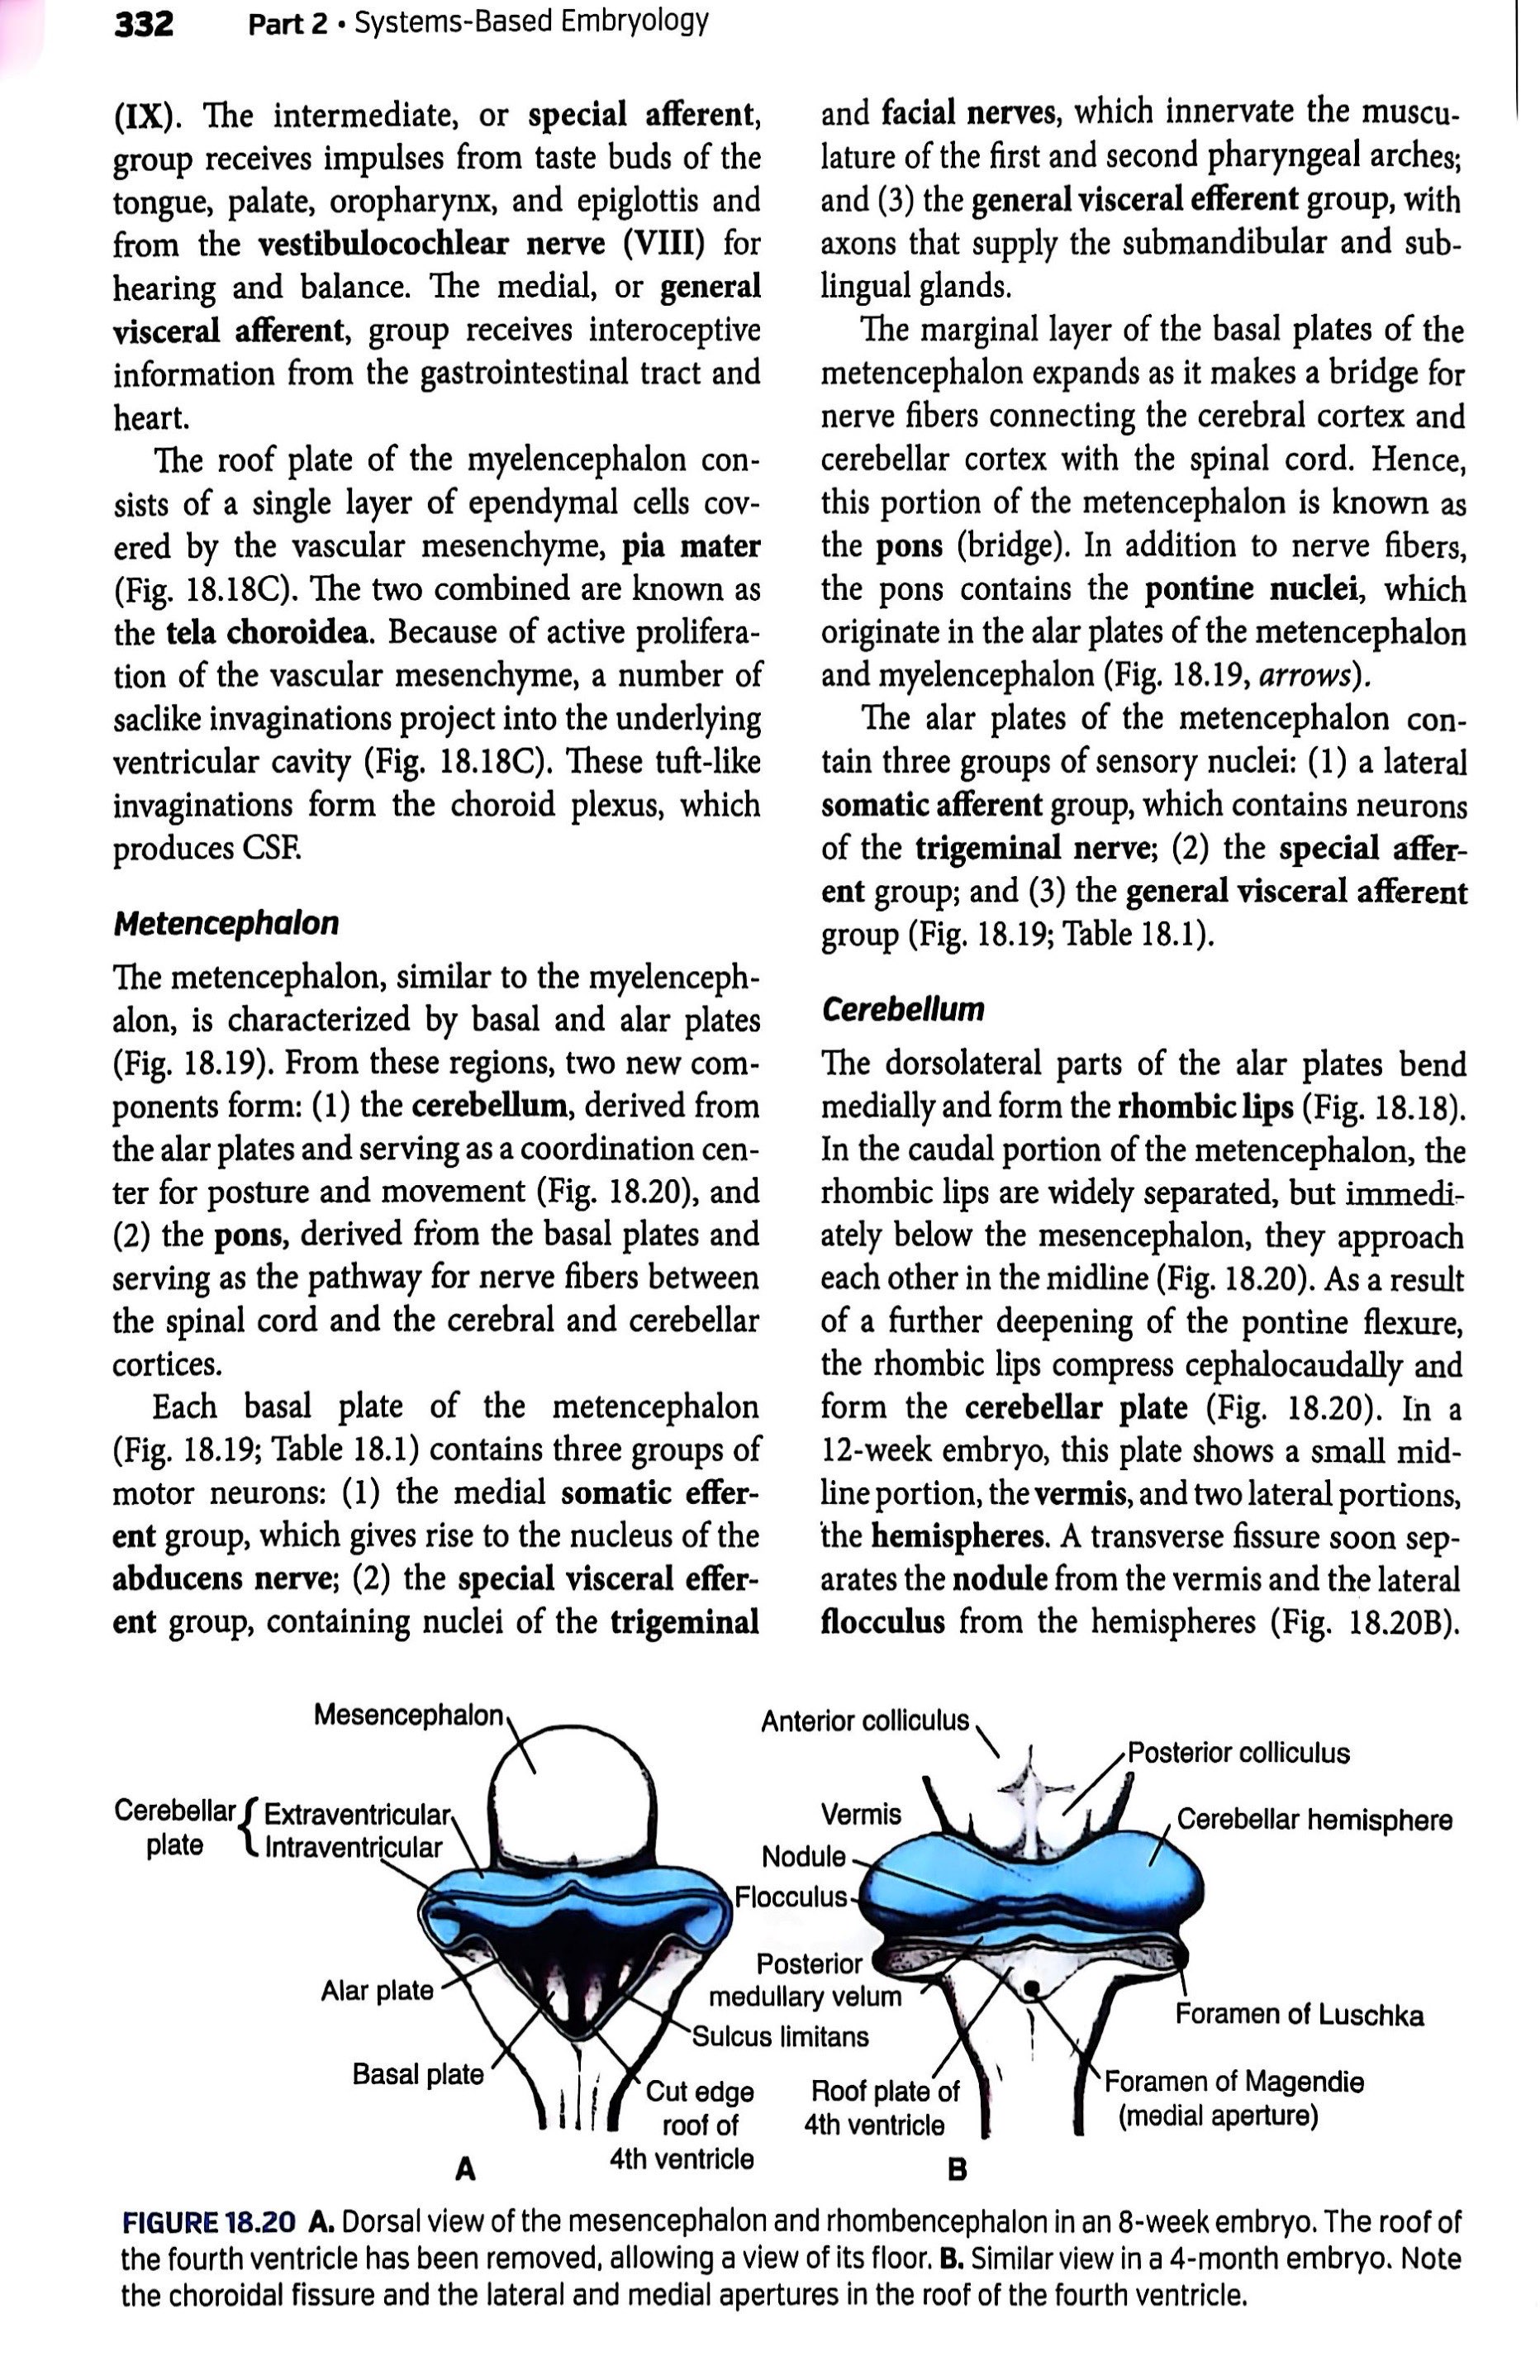 332 Part 2 • Systems-Based Embryology
(IX). The intermediate, or special afferent,
group receives impulses from taste buds of the
tongue, palate, oropharynx, and epiglottis and
from the vestibulocochlear nerve (VIII) for
hearing and balance. The medial, or general
visceral afferent, group receives interoceptive
information from the gastrointestinal tract and
heart.
The roof plate of the myelencephalon con-
sists of a single layer of ependymal cells cov-
ered by the vascular mesenchyme, pia mater
(Fig. 18.18C). The two combined are known as
the tela choroidea. Because of active prolifera-
tion of the vascular mesenchyme, a number of
saclike invaginations project into the underlying
ventricular cavity (Fig. 18.18C). These tuft-like
invaginations form the choroid plexus, which
produces CSF.
Metencephalon
The metencephalon, similar to the myelenceph-
alon, is characterized by basal and alar plates
(Fig. 18.19). From these regions, two new com-
ponents form: (1) the cerebellum, derived from
the alar plates and serving as a coordination cen-
ter for posture and movement (Fig. 18.20), and
(2) the pons, derived from the basal plates and
serving as the pathway for nerve fibers between
the spinal cord and the cerebral and cerebellar
cortices.
Each basal plate of the metencephalon
(Fig. 18.19; Table 18.1) contains three groups of
motor neurons: (1) the medial somatic effer-
ent group, which gives rise to the nucleus of the
abducens nerve; (2) the special visceral effer-
ent group, containing nuclei of the trigeminal
and facial nerves, which innervate the muscu-
lature of the first and second pharyngeal arches;
and (3) the general visceral efferent group, with
axons that supply the submandibular and sub-
lingual glands.
The marginal layer of the basal plates of the
metencephalon expands as it makes a bridge for
nerve fibers connecting the cerebral cortex and
cerebellar cortex with the spinal cord. Hence,
this portion of the metencephalon is known as
the pons (bridge). In addition to nerve fibers,
the pons contains the pontine nuclei, which
originate in the alar plates of the metencephalon
and myelencephalon (Fig. 18.19, arrows).
The alar plates of the metencephalon con-
tain three groups of sensory nuclei: (1) a lateral
somatic afferent group, which contains neurons
of the trigeminal nerve; (2) the special affer-
ent group; and (3) the general visceral afferent
group (Fig. 18.19; Table 18.1).
Cerebellum
The dorsolateral parts of the alar plates bend
medially and form the rhombic lips (Fig. 18.18).
In the caudal portion of the metencephalon, the
rhombic lips are widely separated, but immedi-
ately below the mesencephalon, they approach
each other in the midline (Fig. 18.20). As a result
of a further deepening of the pontine flexure,
the rhombic lips compress cephalocaudally and
form the cerebellar plate (Fig. 18.20). In a
12-week embryo, this plate shows a small mid-
line portion, the vermis, and two lateral portions,
the hemispheres. A transverse fissure soon sep-
arates the nodule from the vermis and the lateral
flocculus from the hemispheres (Fig. 18.20B).
Mesencephalon
Cerebellar
plate
Extraventricular
Intraventricular
Alar plate
Basal plate
Sulcus limitans
Cut edge
roof of
4th ventricle
A
Anterior colliculus
Posterior colliculus
Vermis
Cerebellar hemisphere
Nodule
Flocculus
Posterior
medullary velum
Foramen of Luschka
Roof plate of
4th ventricle
Foramen of Magendie
(medial aperture)
B
FIGURE 18.20 A. Dorsal view of the mesencephalon and rhombencephalon in an 8-week embryo. The roof of
the fourth ventricle has been removed, allowing a view of its floor. B. Similar view in a 4-month embryo. Note
the choroidal fissure and the lateral and medial apertures in the roof of the fourth ventricle.